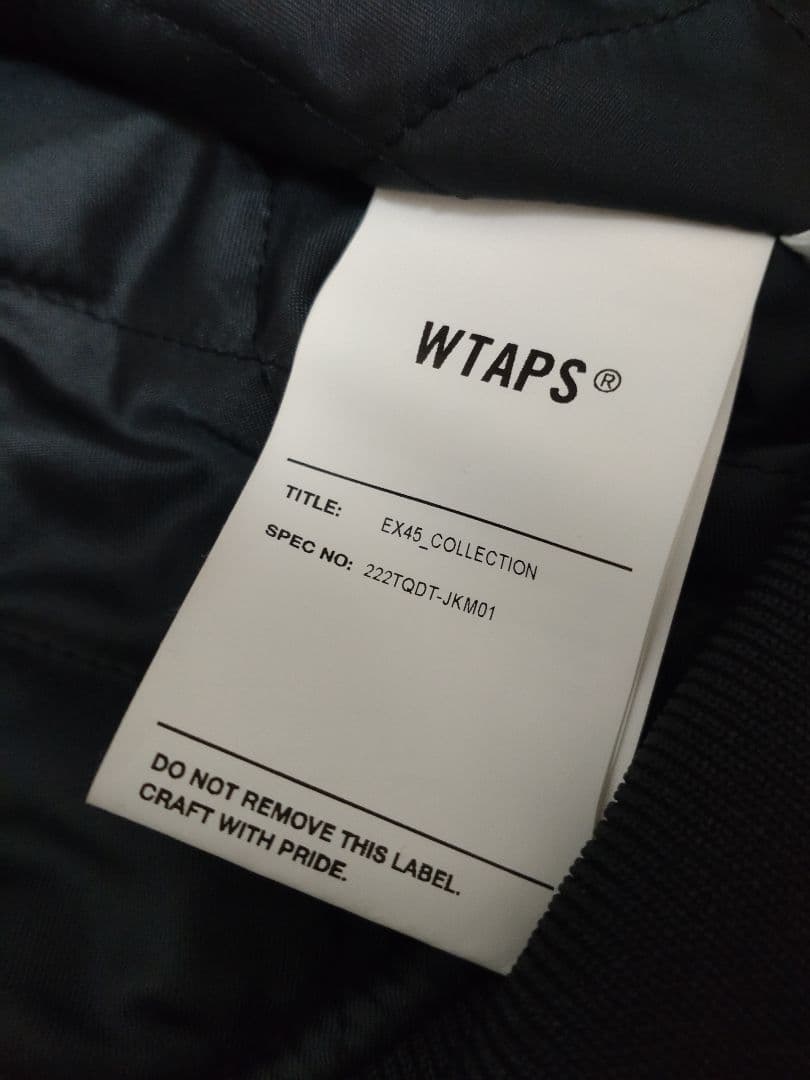 WTAPS®
TITLE: EX45_COLLECTION
SPEC NO: 222TQDT-JKM01
DO NOT REMOVE THIS LABEL.
CRAFT WITH PRIDE.